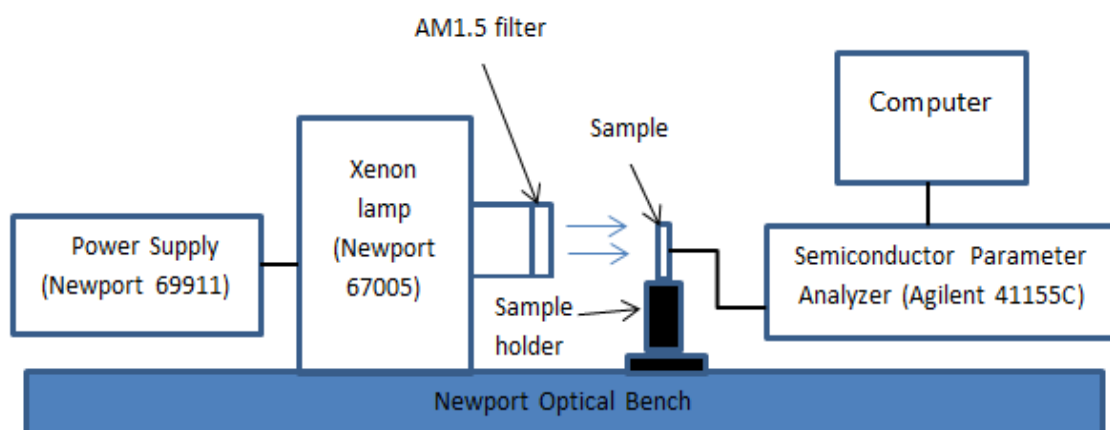 AM1.5 filter
Computer
Sample
Xenon
lamp
(Newport
67005)
Power Supply
(Newport 69911)
Semiconductor Parameter
Analyzer (Agilent 41155C)
Sample
holder
Newport Optical Bench